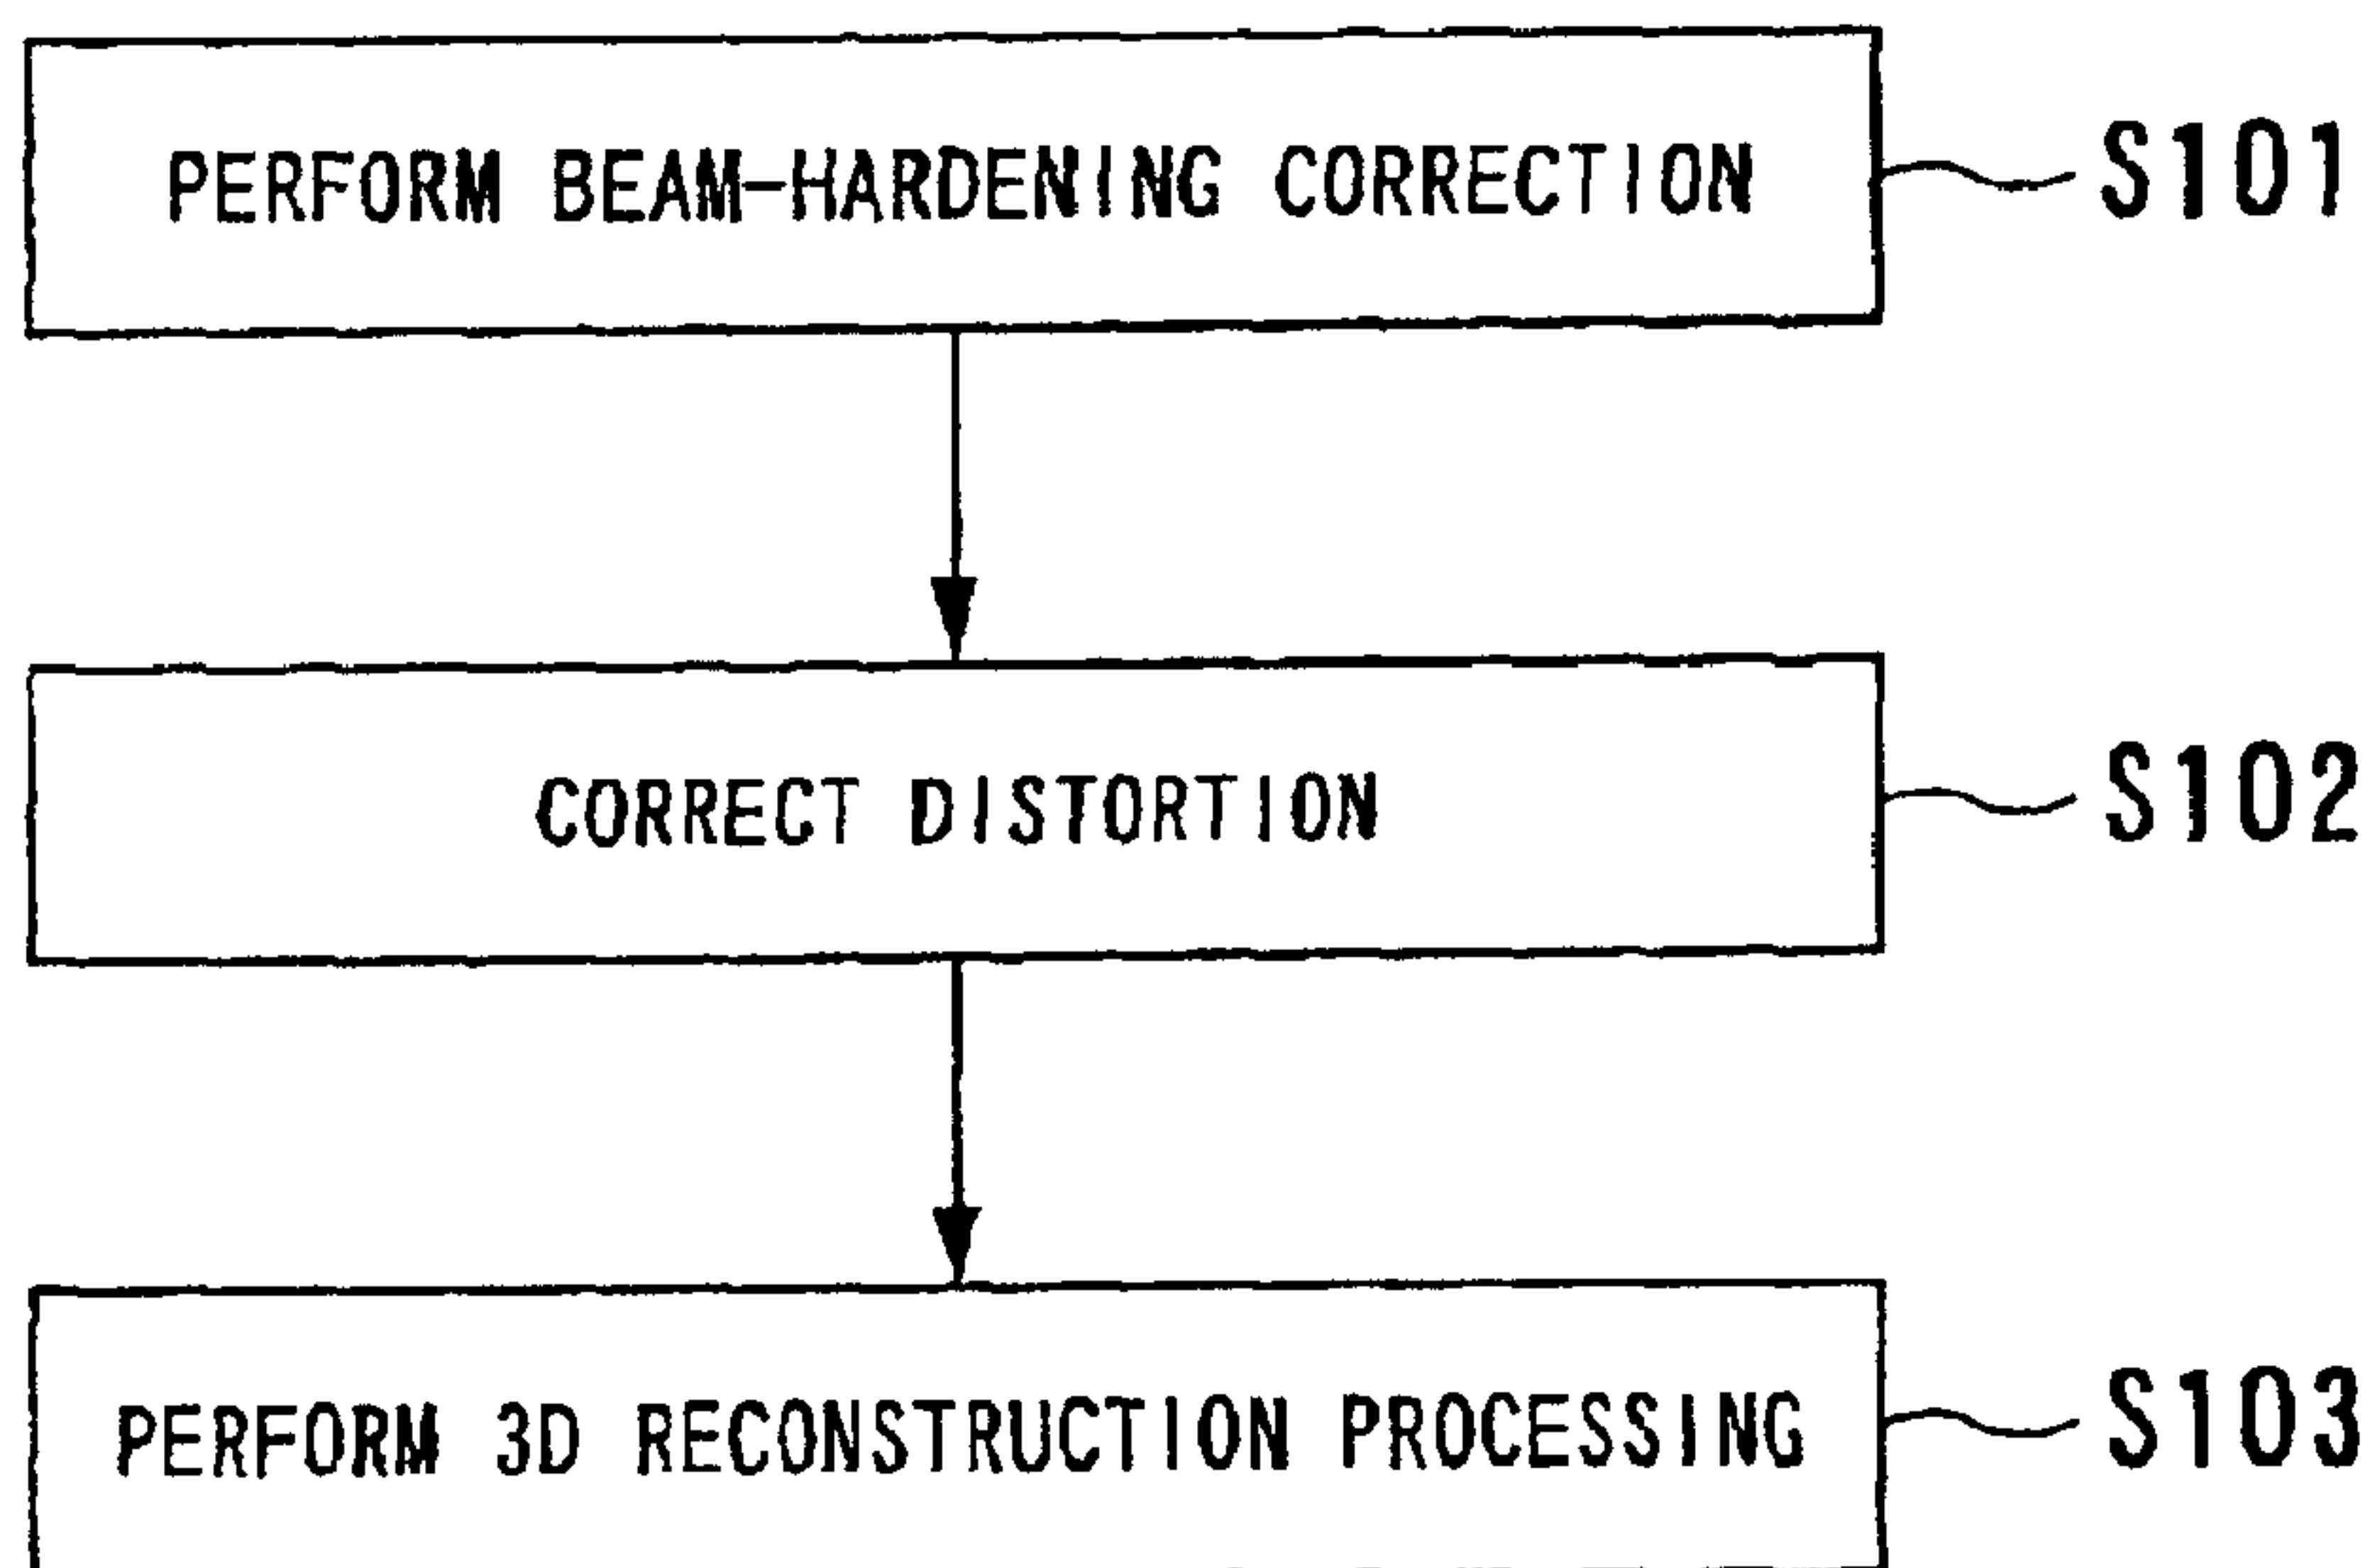 PERFORM BEAM-HARDENING CORRECTION
S101
CORRECT DISTORTION
S102
PERFORM 3D RECONSTRUCTION PROCESSING
S103